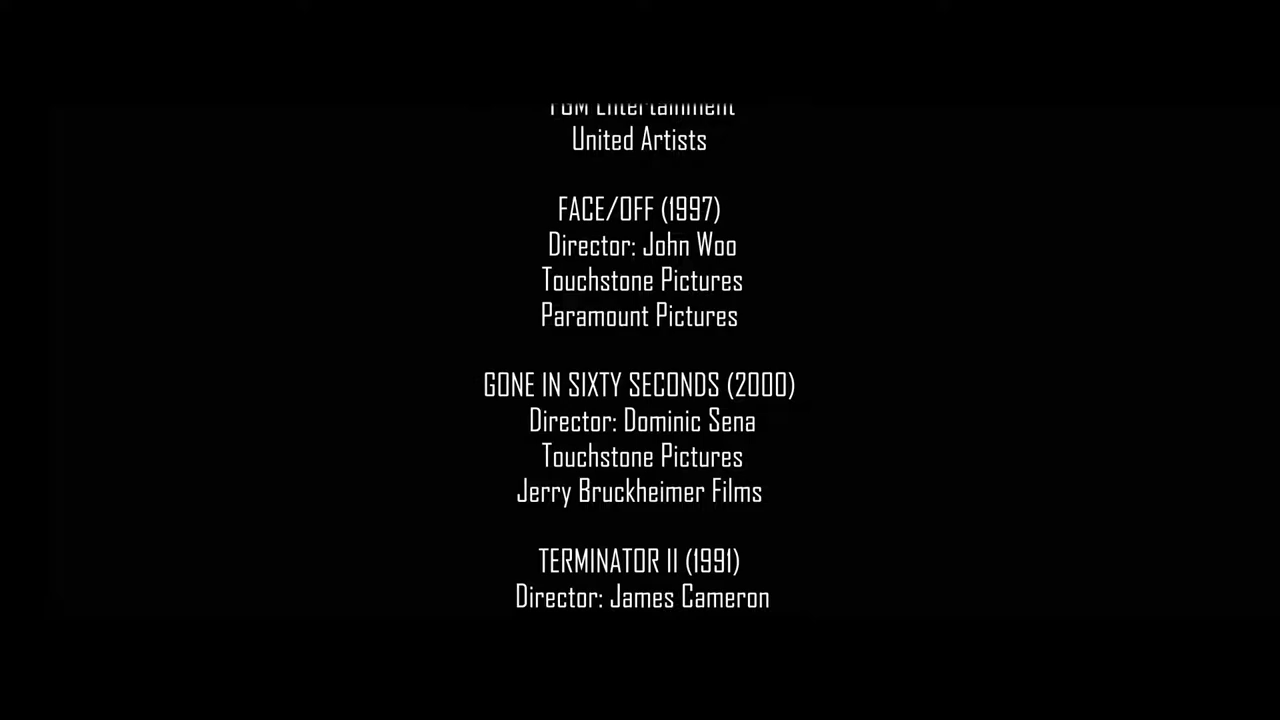 Entertainment
United Artists
FACE/OFF (1997)
Director: John Woo
Touchstone Pictures
Paramount Pictures
GONE IN SIXTY SECONDS (2000)
Director: Dominic Sena
Touchstone Pictures
Jerry Bruckheimer Films
TERMINATOR II (1991)
Director: James Cameron